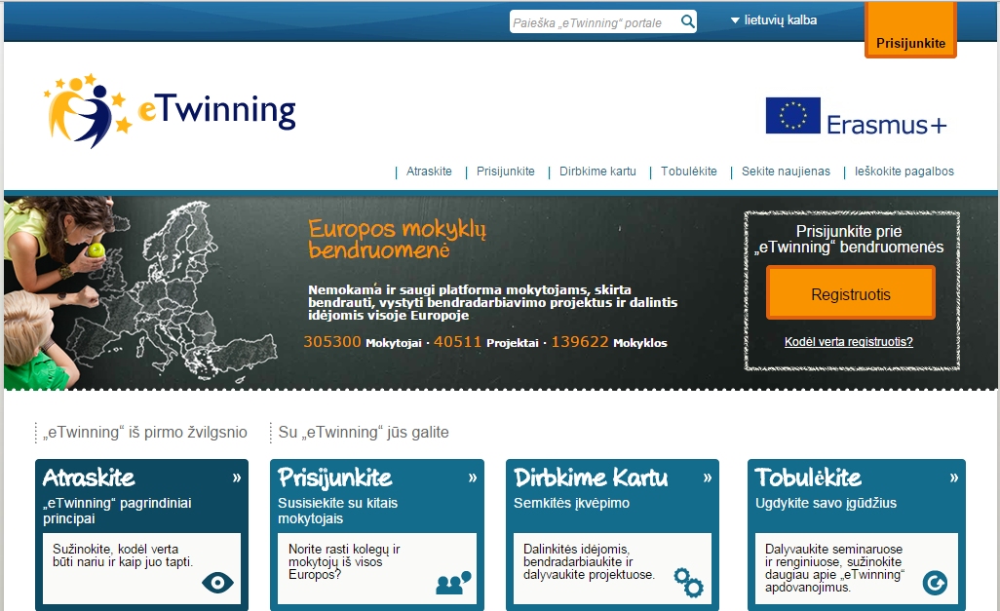 Paieška „eTwinning“ portale
lietuvių kalba
Prisijunkite
eTwinning
Erasmus+
Atraskite
Prisijunkite
Dirbkime kartu
Tobulėkite
Sekite naujienas
Ieškokite pagalbos
Europos mokyklų
bendruomenė
Nemokama ir saugi platforma mokytojams, skirta
bendrauti, vystyti bendradarbiavimo projektus ir dalintis
idėjomis visoje Europoje
305300 Mokytojai · 40511 Projektai · 139622 Mokyklos
Prisijunkite prie
„eTwinning“ bendruomenės
Registruotis
Kodėl verta registruotis?
„eTwinning“ iš pirmo žvilgsnio
Su „eTwinning“ jūs galite
Atraskite »
„eTwinning“ pagrindiniai
principai
Sužinokite, kodėl verta
būti nariu ir kaip juo tapti.
Prisijunkite »
Susisiekite su kitais
mokytojais
Norite rasti kolegų ir
mokytojų iš visos
Europos?
Dirbkime Kartu »
Semkitės įkvėpimo
Dalinkitės idėjomis,
bendradarbiaukite ir
dalyvaukite projektuose.
Tobulėkite »
Ugdykite savo įgūdžius
Dalyvaukite seminaruose
ir renginiuose, sužinokite
daugiau apie „eTwinning“
apdovanojimus.